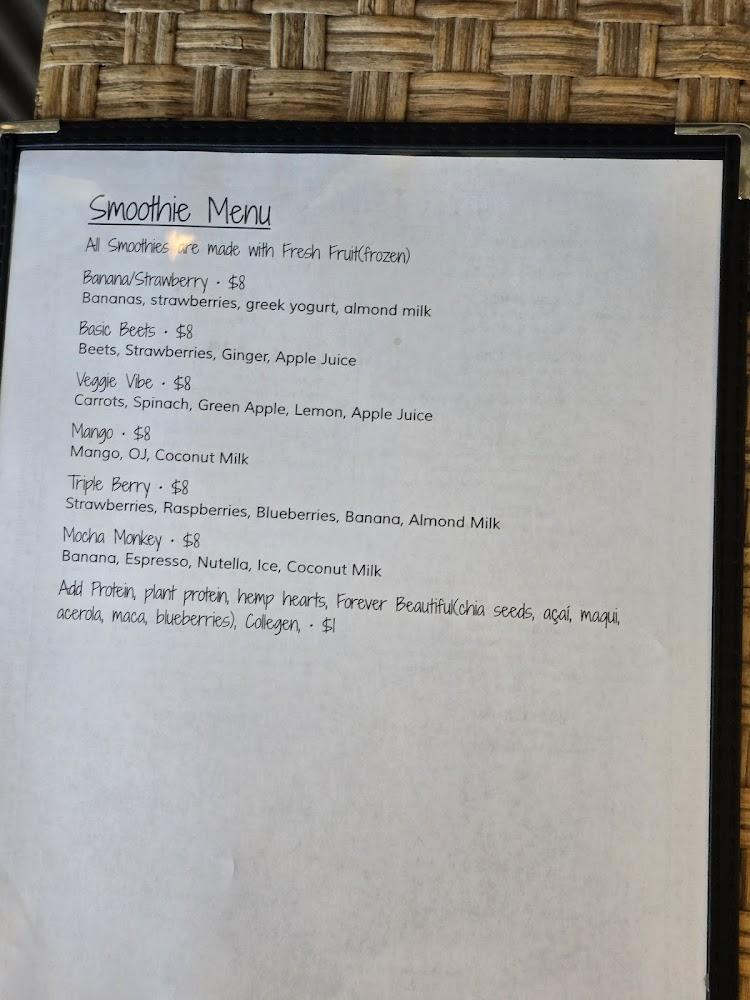 Smoothie Menu
All Smoothies are made with Fresh Fruit(frozen)
Banana/Strawberry • $8
Bananas, strawberries, greek yogurt, almond milk
Basic Beets • $8
Beets, Strawberries, Ginger, Apple Juice
Veggie Vibe • $8
Carrots, Spinach, Green Apple, Lemon, Apple Juice
Mango • $8
Mango, OJ, Coconut Milk
Triple Berry • $8
Strawberries, Raspberries, Blueberries, Banana, Almond Milk
Mocha Monkey • $8
Banana, Espresso, Nutella, Ice, Coconut Milk
Add Protein, plant protein, hemp hearts, Forever Beautiful(chia seeds, açaí, maqui,
acerola, maca, blueberries), Collegen, • $1